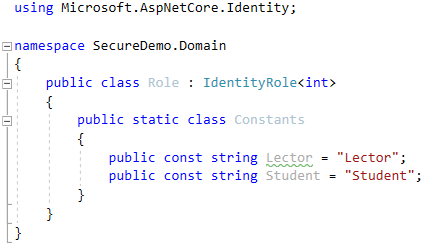 using Microsoft.AspNetCore.Identity;
namespace SecureDemo.Domain
{
public class Role : IdentityRole<int>
{
public static class Constants
{
public const string Lector = "Lector";
public const string Student = "Student";
}
}
}